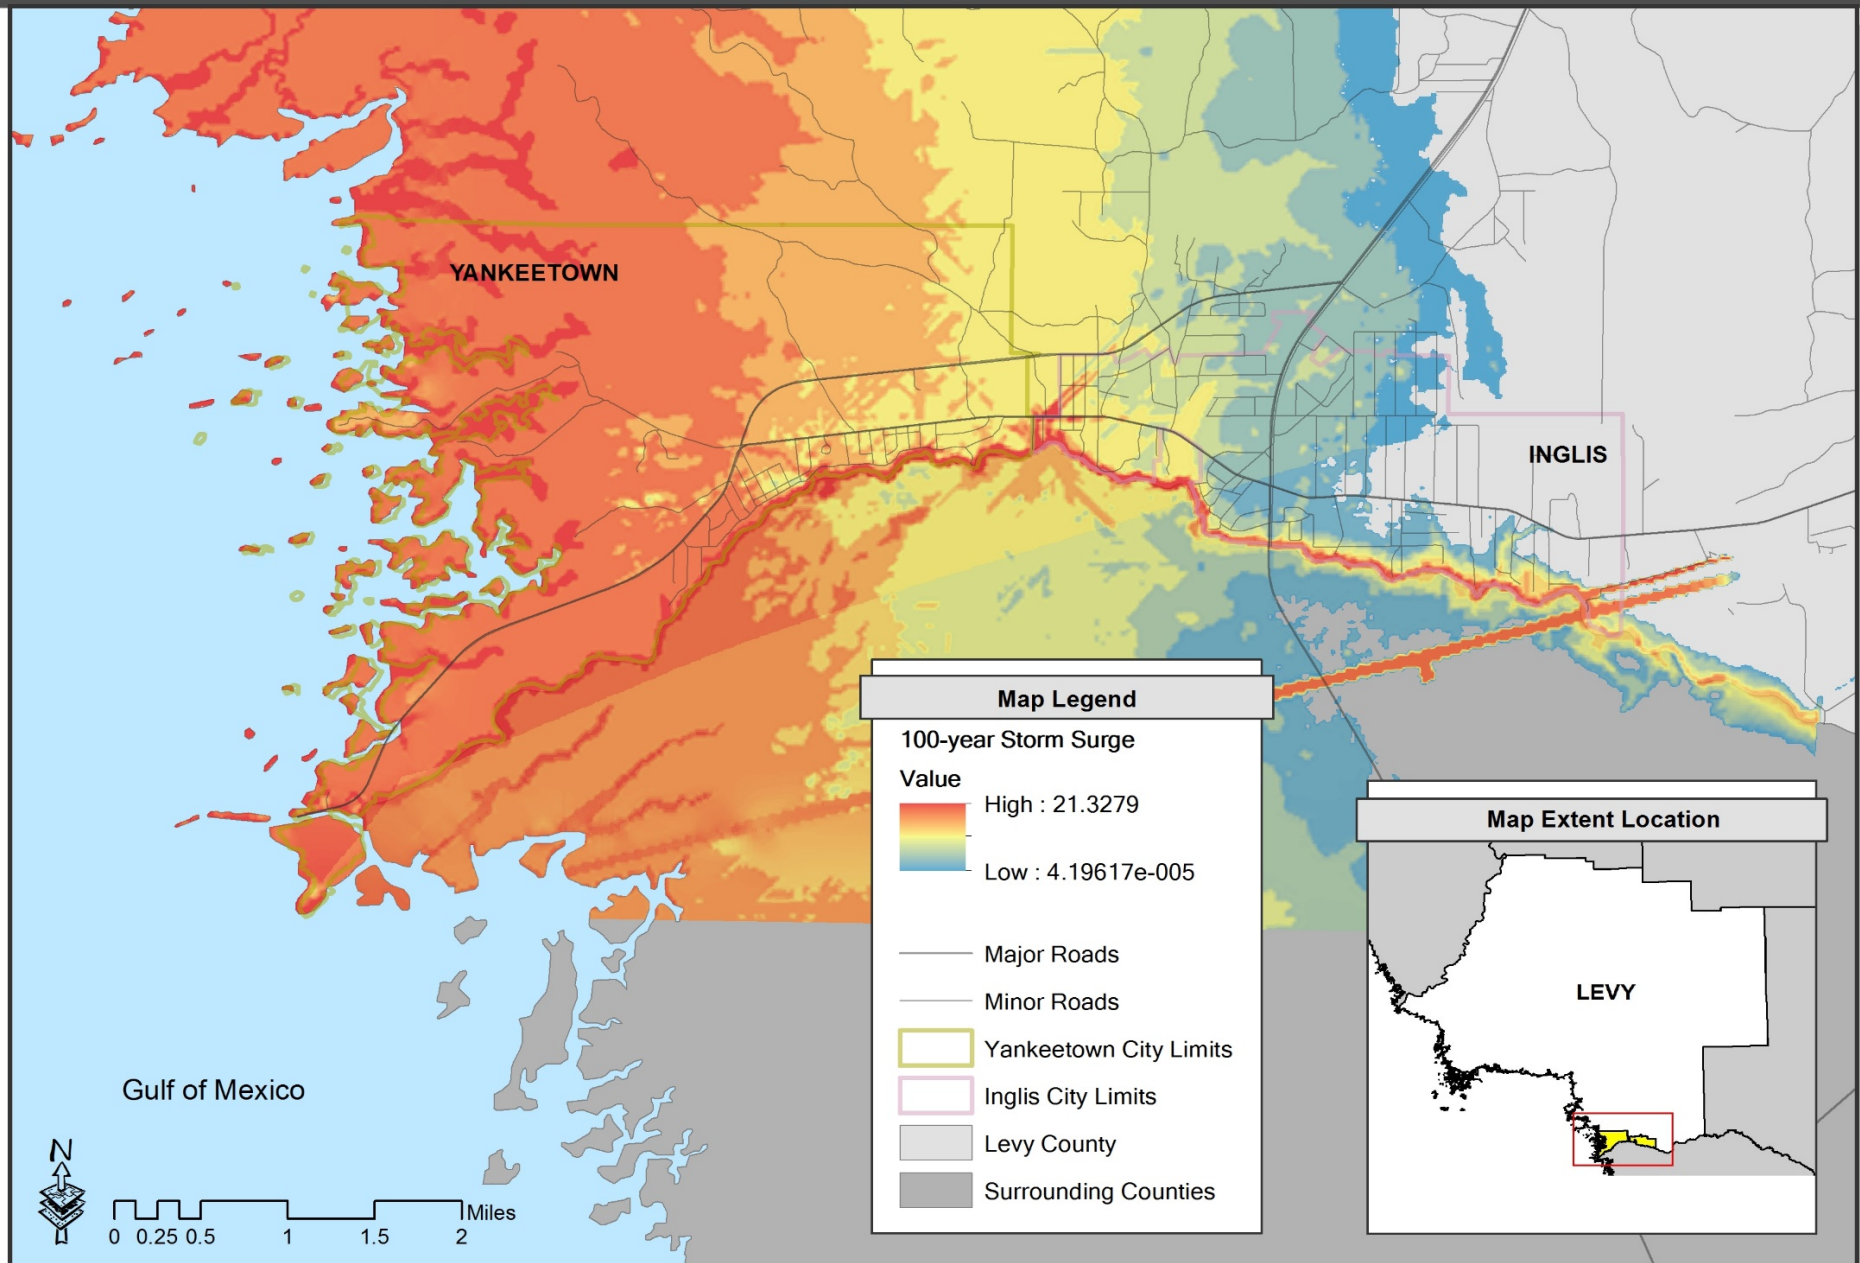 YANKEETOWN
INGLIS
Map Legend
100-year Storm Surge
Value
High : 21.3279
Low : 4.19617e-005
Major Roads
Minor Roads
Yankeetown City Limits
Inglis City Limits
Levy County
Surrounding Counties
Map Extent Location
LEVY
Gulf of Mexico
N
Miles
0 0.25 0.5 1 1.5 2